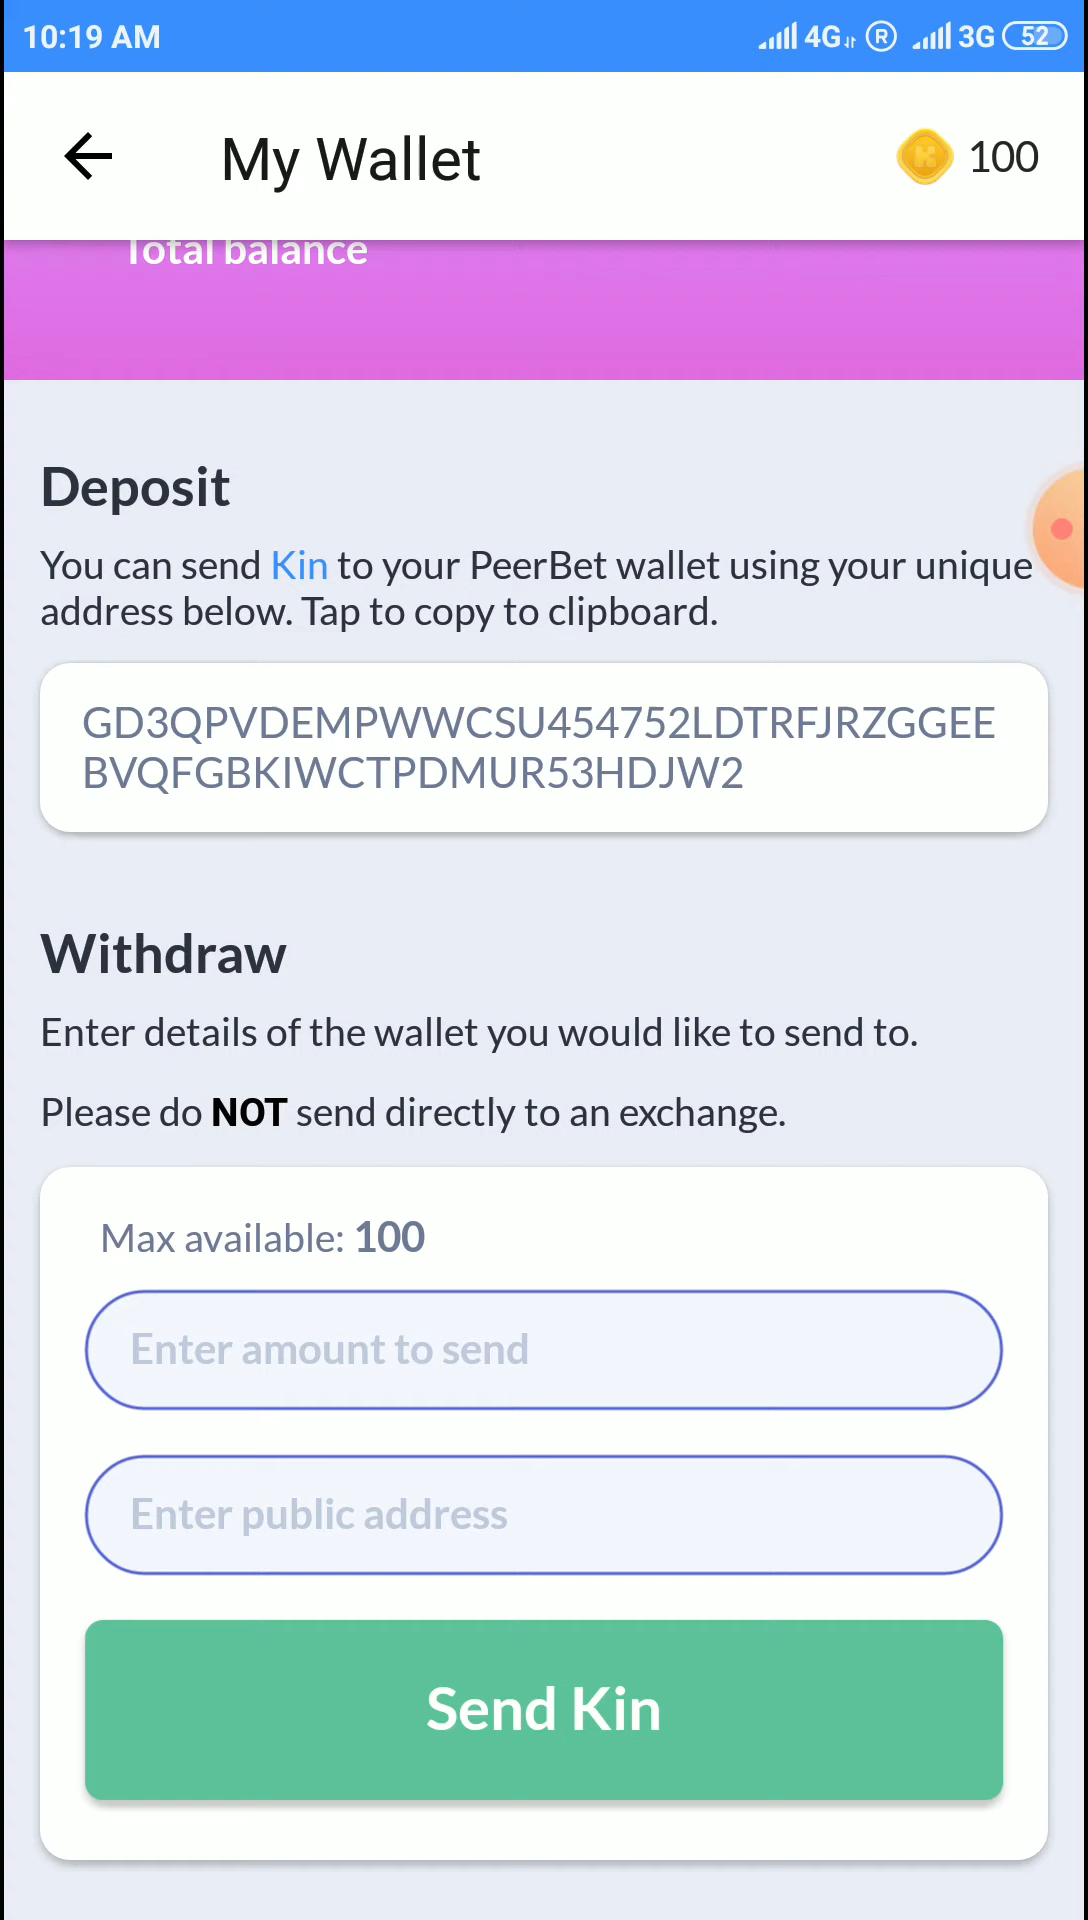 10:19 AM 4G R 3G 52
My Wallet 100
Total balance
Deposit
You can send Kin to your PeerBet wallet using your unique
address below. Tap to copy to clipboard.
GD3QPVDEMPWWCSU454752LDTRFJRZGGEE
BVQFGBKIWCTPDMUR53HDJW2
Withdraw
Enter details of the wallet you would like to send to.
Please do NOT send directly to an exchange.
Max available: 100
Enter amount to send
Enter public address
Send Kin